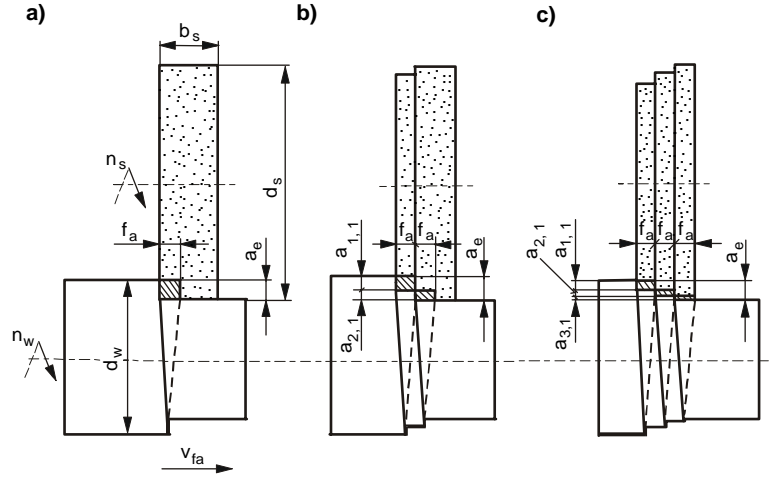 a)
b_s
n_s
d_s
f_a
a_e
n_w
d_w
v_fa
b)
a_1, 1
f_a
f_a
a_e
a_2, 1
c)
a_2, 1
a_1, 1
f_a
f_a
f_a
a_e
a_3,1